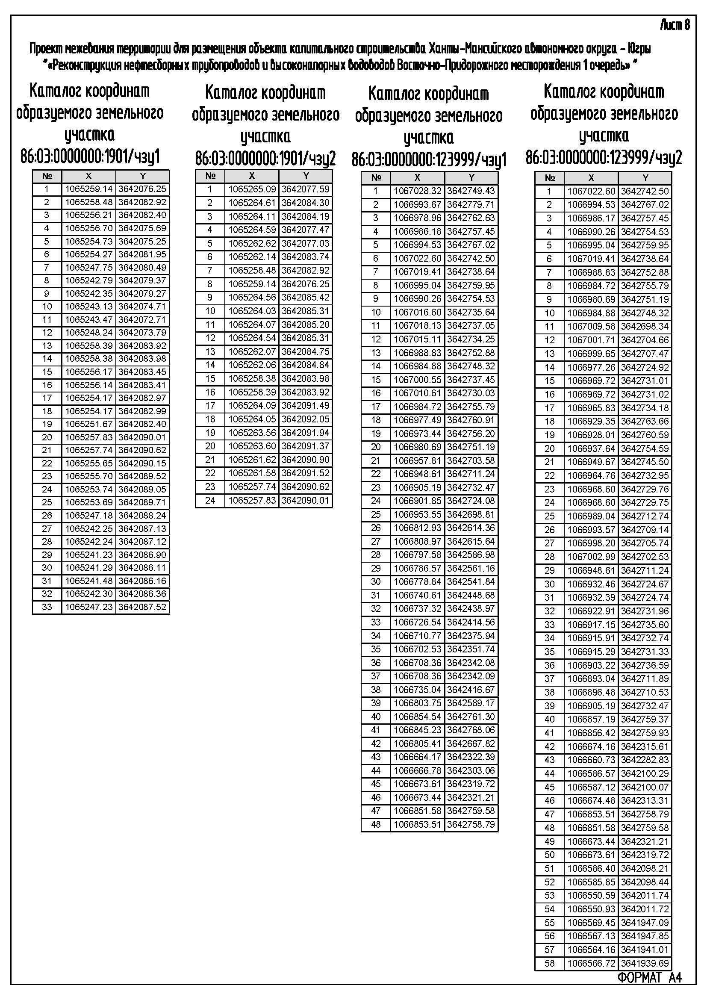 Лист 8
Проект межевания территории для размещения объекта капитального строительства Ханты-Мансийского автономного округа - Югры
"«Реконструкция нефтесборных трубопроводов и высоконапорных водоводов Восточно-Придорожного месторождения 1 очередь» "
Каталог координат
образуемого земельного
участка
86:03:0000000:1901/чзу1
№ X Y
1 1065259.14 3642076.25
2 1065258.48 3642082.92
3 1065256.21 3642082.40
4 1065256.70 3642075.69
5 1065254.73 3642075.25
6 1065254.27 3642081.95
7 1065247.75 3642080.49
8 1065242.79 3642079.37
9 1065242.35 3642079.27
10 1065243.13 3642074.71
11 1065243.47 3642072.71
12 1065248.24 3642073.79
13 1065258.39 3642083.92
14 1065258.38 3642083.98
15 1065256.17 3642083.45
16 1065256.14 3642083.41
17 1065254.17 3642082.97
18 1065254.17 3642082.99
19 1065251.67 3642082.40
20 1065257.83 3642090.01
21 1065257.74 3642090.62
22 1065255.65 3642090.15
23 1065255.70 3642089.52
24 1065253.74 3642089.05
25 1065253.69 3642089.71
26 1065247.18 3642088.24
27 1065242.25 3642087.13
28 1065242.24 3642087.12
29 1065241.23 3642086.90
30 1065241.29 3642086.11
31 1065241.48 3642086.16
32 1065242.30 3642086.36
33 1065247.23 3642087.52
Каталог координат
образуемого земельного
участка
86:03:0000000:1901/чзу2
№ X Y
1 1065265.09 3642077.59
2 1065264.61 3642084.30
3 1065264.11 3642084.19
4 1065264.59 3642077.47
5 1065262.62 3642077.03
6 1065262.14 3642083.74
7 1065258.48 3642082.92
8 1065259.14 3642076.25
9 1065264.56 3642085.42
10 1065264.03 3642085.31
11 1065264.07 3642085.20
12 1065264.54 3642085.31
13 1065262.07 3642084.75
14 1065262.06 3642084.84
15 1065258.38 3642083.98
16 1065258.39 3642083.92
17 1065264.09 3642091.49
18 1065264.05 3642092.05
19 1065263.56 3642091.94
20 1065263.60 3642091.37
21 1065261.62 3642090.90
22 1065261.58 3642091.52
23 1065257.74 3642090.62
24 1065257.83 3642090.01
Каталог координат
образуемого земельного
участка
86:03:0000000:123999/чзу1
№ X Y
1 1067028.32 3642749.43
2 1066993.67 3642779.71
3 1066978.96 3642762.63
4 1066986.18 3642757.45
5 1066994.53 3642767.02
6 1067022.60 3642742.50
7 1067019.41 3642738.64
8 1066995.04 3642759.95
9 1066990.26 3642754.53
10 1067016.60 3642735.64
11 1067018.13 3642737.05
12 1067015.11 3642734.25
13 1066988.83 3642752.88
14 1066984.88 3642748.32
15 1067000.55 3642737.45
16 1067010.61 3642730.03
17 1066984.72 3642755.79
18 1066977.49 3642760.91
19 1066973.44 3642756.20
20 1066980.69 3642751.19
21 1066957.81 3642703.58
22 1066948.61 3642711.24
23 1066905.19 3642732.47
24 1066901.85 3642724.08
25 1066953.55 3642698.81
26 1066812.93 3642614.36
27 1066808.97 3642615.64
28 1066797.58 3642586.98
29 1066786.57 3642561.16
30 1066778.84 3642541.84
31 1066740.61 3642448.68
32 1066737.32 3642438.97
33 1066726.54 3642414.56
34 1066710.77 3642375.94
35 1066702.53 3642351.74
36 1066708.36 3642342.08
37 1066708.36 3642342.09
38 1066735.04 3642416.67
39 1066803.75 3642589.17
40 1066854.54 3642761.30
41 1066845.23 3642768.06
42 1066805.41 3642667.82
43 1066664.17 3642322.39
44 1066666.78 3642303.06
45 1066673.61 3642319.72
46 1066673.44 3642321.21
47 1066851.58 3642759.58
48 1066853.51 3642758.79
Каталог координат
образуемого земельного
участка
86:03:0000000:123999/чзу2
№ X Y
1 1067022.60 3642742.50
2 1066994.53 3642767.02
3 1066986.17 3642757.45
4 1066990.26 3642754.53
5 1066995.04 3642759.95
6 1067019.41 3642738.64
7 1066988.83 3642752.88
8 1066984.72 3642755.79
9 1066980.69 3642751.19
10 1066984.88 3642748.32
11 1067009.58 3642698.34
12 1067001.71 3642704.66
13 1066999.65 3642707.47
14 1066977.26 3642724.92
15 1066969.72 3642731.01
16 1066969.72 3642731.02
17 1066965.83 3642734.18
18 1066929.35 3642763.66
19 1066928.01 3642760.59
20 1066937.64 3642754.59
21 1066949.67 3642745.50
22 1066964.76 3642732.95
23 1066968.60 3642729.76
24 1066968.60 3642729.75
25 1066989.04 3642712.74
26 1066993.57 3642709.14
27 1066998.20 3642705.74
28 1067002.99 3642702.53
29 1066948.61 3642711.24
30 1066932.46 3642724.67
31 1066932.39 3642724.74
32 1066922.91 3642731.96
33 1066917.15 3642735.60
34 1066915.91 3642732.74
35 1066915.29 3642731.33
36 1066903.22 3642736.59
37 1066893.04 3642711.89
38 1066896.48 3642710.53
39 1066905.19 3642732.47
40 1066857.19 3642759.37
41 1066856.42 3642759.93
42 1066674.16 3642315.61
43 1066660.73 3642282.83
44 1066586.57 3642100.29
45 1066587.12 3642100.07
46 1066674.48 3642313.31
47 1066853.51 3642758.79
48 1066851.58 3642759.58
49 1066673.44 3642321.21
50 1066673.61 3642319.72
51 1066586.40 3642098.21
52 1066585.85 3642098.44
53 1066550.59 3642011.74
54 1066550.93 3642011.72
55 1066569.45 3641947.09
56 1066567.13 3641947.85
57 1066564.16 3641941.01
58 1066566.72 3641939.69
ФОРМАТ А4